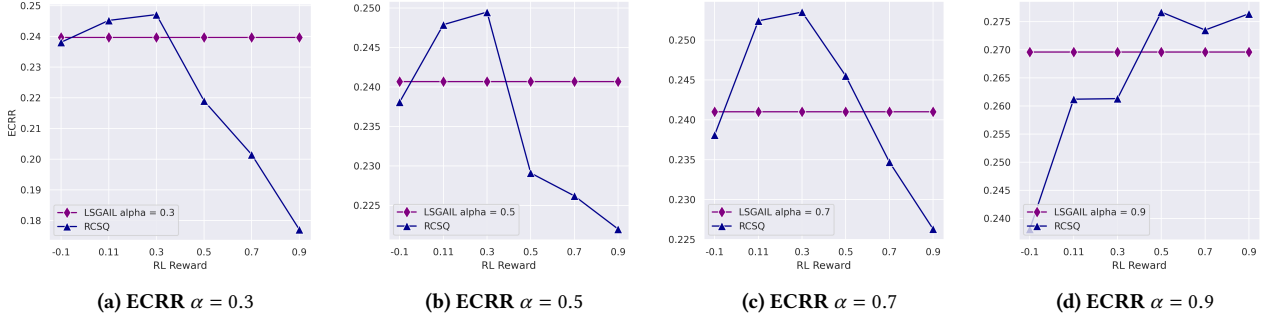 ECRR
0.25
0.24
0.23
0.22
0.21
0.20
0.19
0.18
LSGAIL alpha = 0.3
RCSQ
-0.1 0.11 0.3 0.5 0.7 0.9
RL Reward
(a) ECRR α = 0.3
0.250
0.245
0.240
0.235
0.230
0.225
LSGAIL alpha = 0.5
RCSQ
-0.1 0.11 0.3 0.5 0.7 0.9
RL Reward
(b) ECRR α = 0.5
0.250
0.245
0.240
0.235
0.230
0.225
LSGAIL alpha = 0.7
RCSQ
-0.1 0.11 0.3 0.5 0.7 0.9
RL Reward
(c) ECRR α = 0.7
0.275
0.270
0.265
0.260
0.255
0.250
0.245
0.240
LSGAIL alpha = 0.9
RCSQ
-0.1 0.11 0.3 0.5 0.7 0.9
RL Reward
(d) ECRR α = 0.9